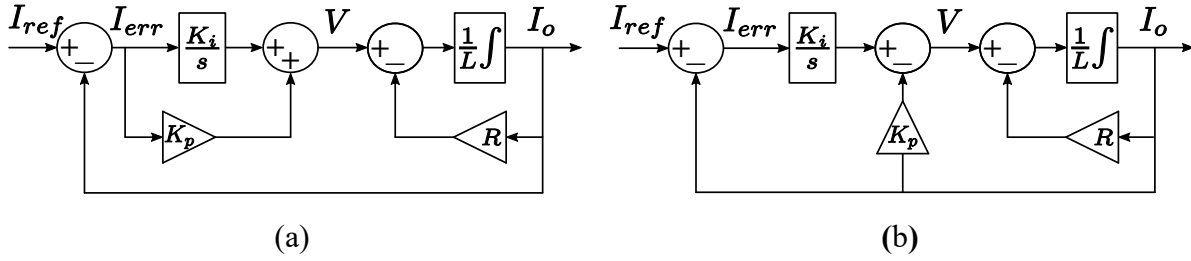 I_ref I_err K_i/s V 1/L ∫ I_o
+ − + + + −
K_p R
(a)
I_ref I_err K_i/s V 1/L ∫ I_o
+ − + − + −
K_p R
(b)